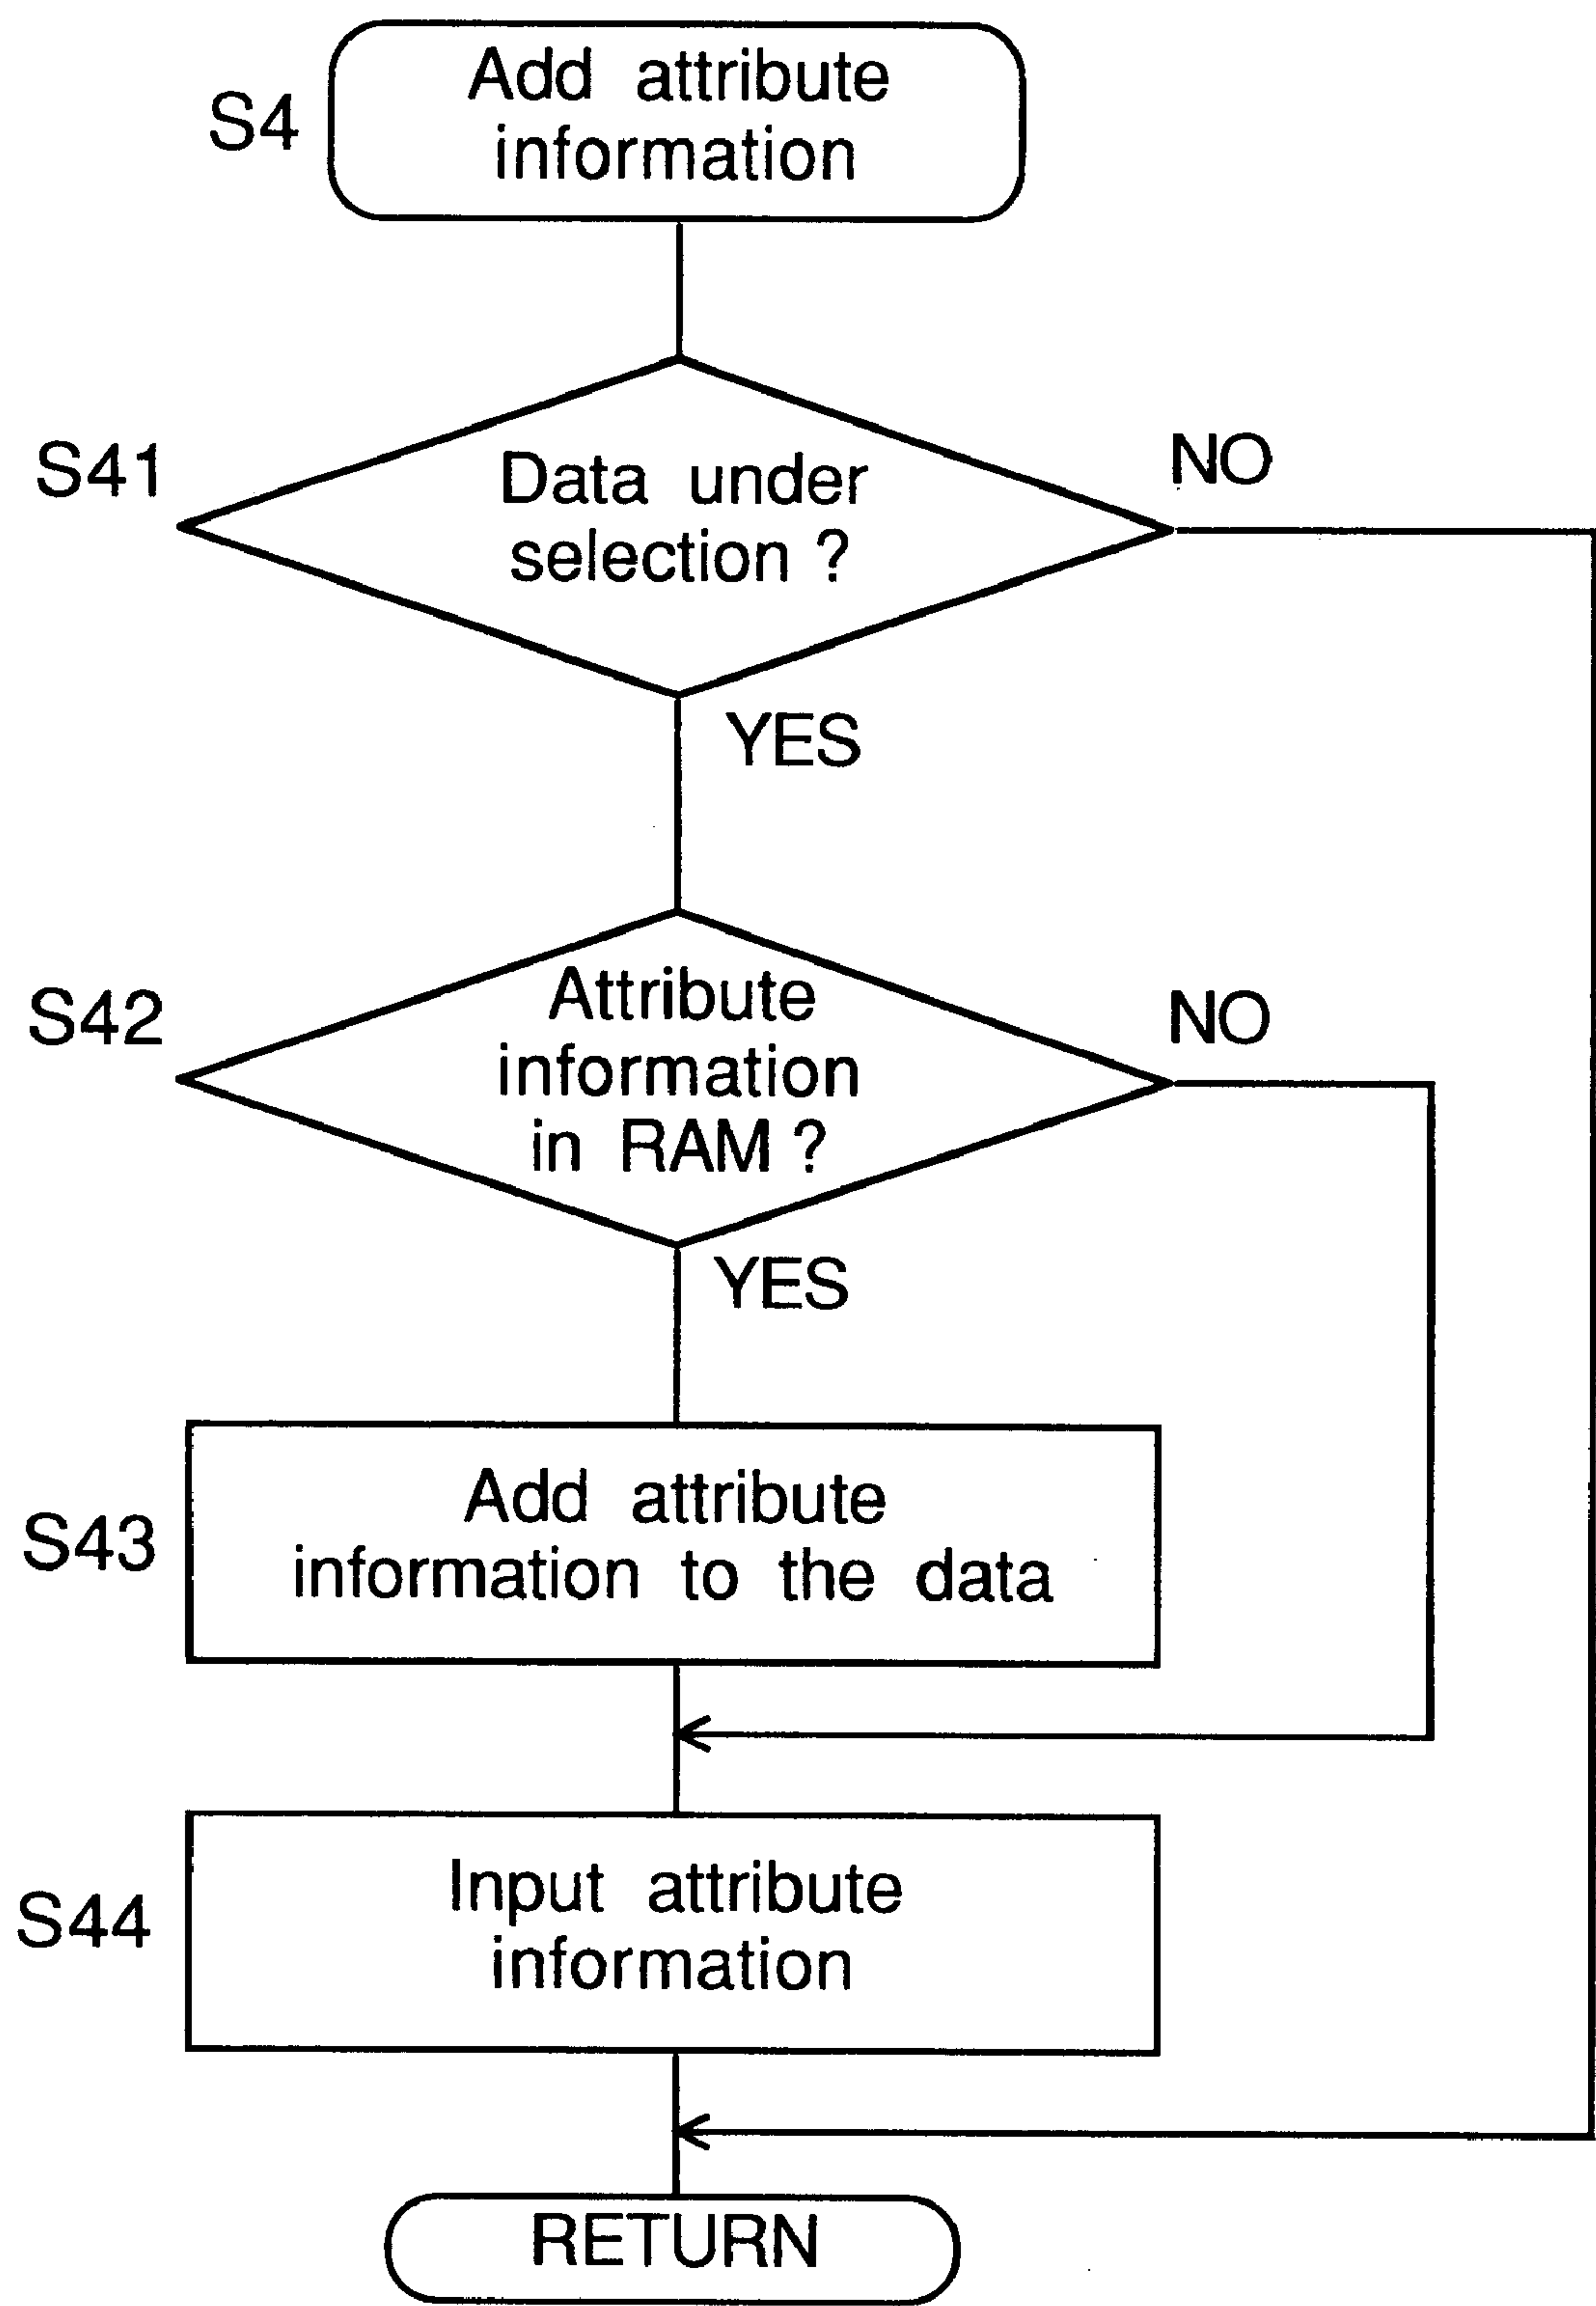 S4
Add attribute
information
S41
Data under
selection ?
NO
YES
S42
Attribute
information
in RAM ?
NO
YES
S43
Add attribute
information to the data
S44
Input attribute
information
RETURN